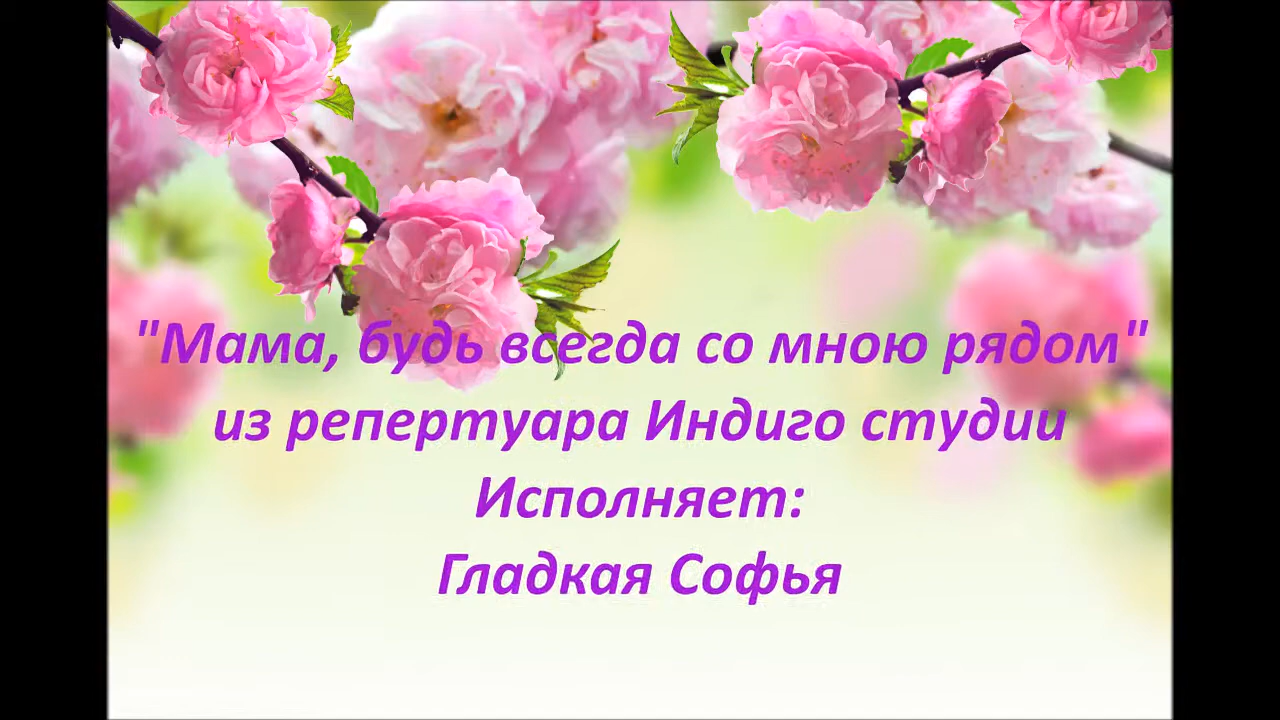 "Мама, будь всегда со мною рядом"
из репертуара Индиго студии
Исполняет:
Гладкая Софья